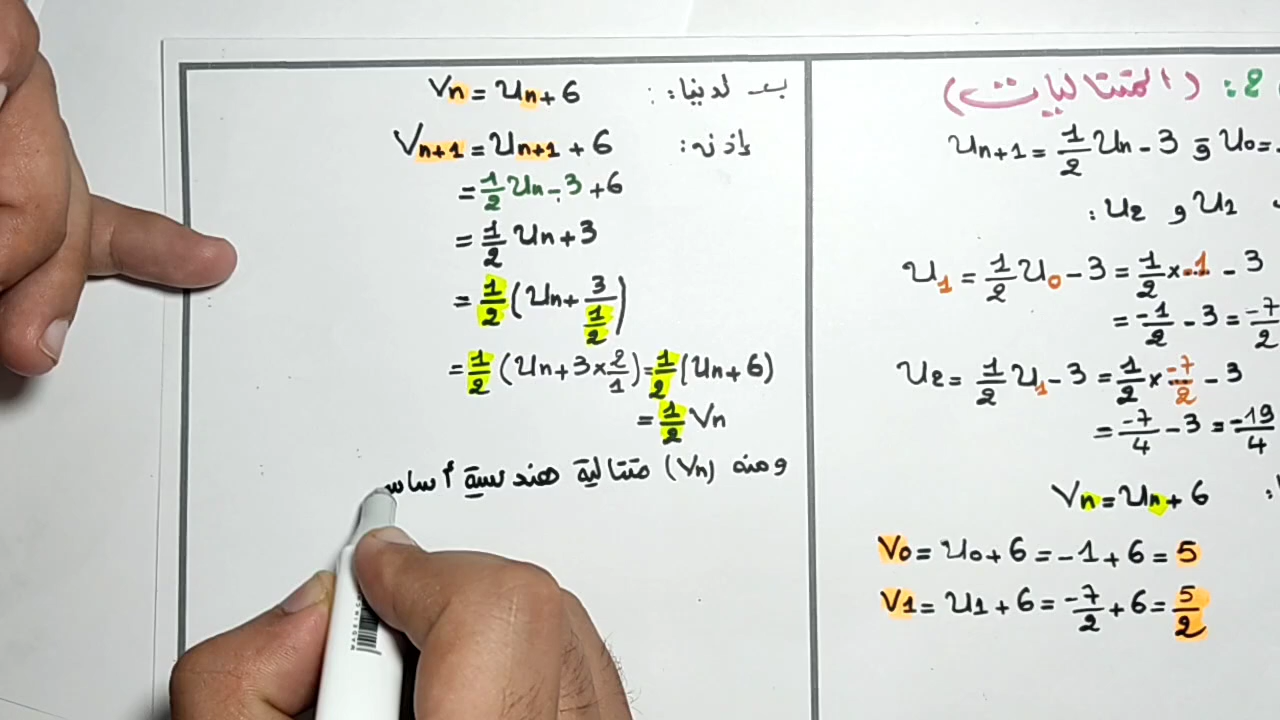 2: (المتتاليات)
Un+1 = 1/2 Un - 3 و U0 =
U1 و U2 :
U1 = 1/2 U0 - 3 = 1/2 × -1 - 3
= -1/2 - 3 = -7/2
U2 = 1/2 U1 - 3 = 1/2 × -7/2 - 3
= -7/4 - 3 = -19/4
Vn = Un + 6
V0 = U0 + 6 = -1 + 6 = 5
V1 = U1 + 6 = -7/2 + 6 = 5/2
ب- لدينا: Vn = Un + 6
إذن: Vn+1 = Un+1 + 6
= 1/2 Un - 3 + 6
= 1/2 Un + 3
= 1/2 (Un + 3/(1/2))
= 1/2 (Un + 3 × 2/1) = 1/2 (Un + 6)
= 1/2 Vn
ومنه (Vn) متتالية هندسية أساس